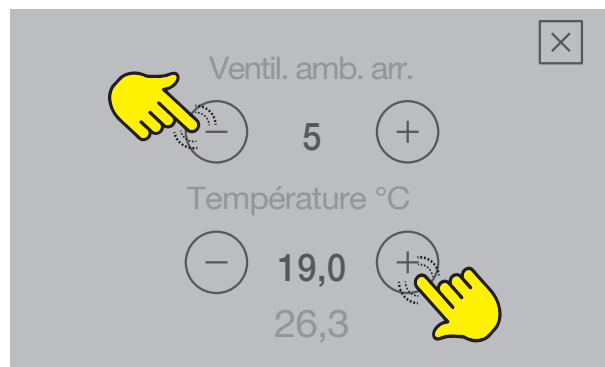 Ventil. amb. arr.
− 5 +
Température °C
− 19,0 +
26,3